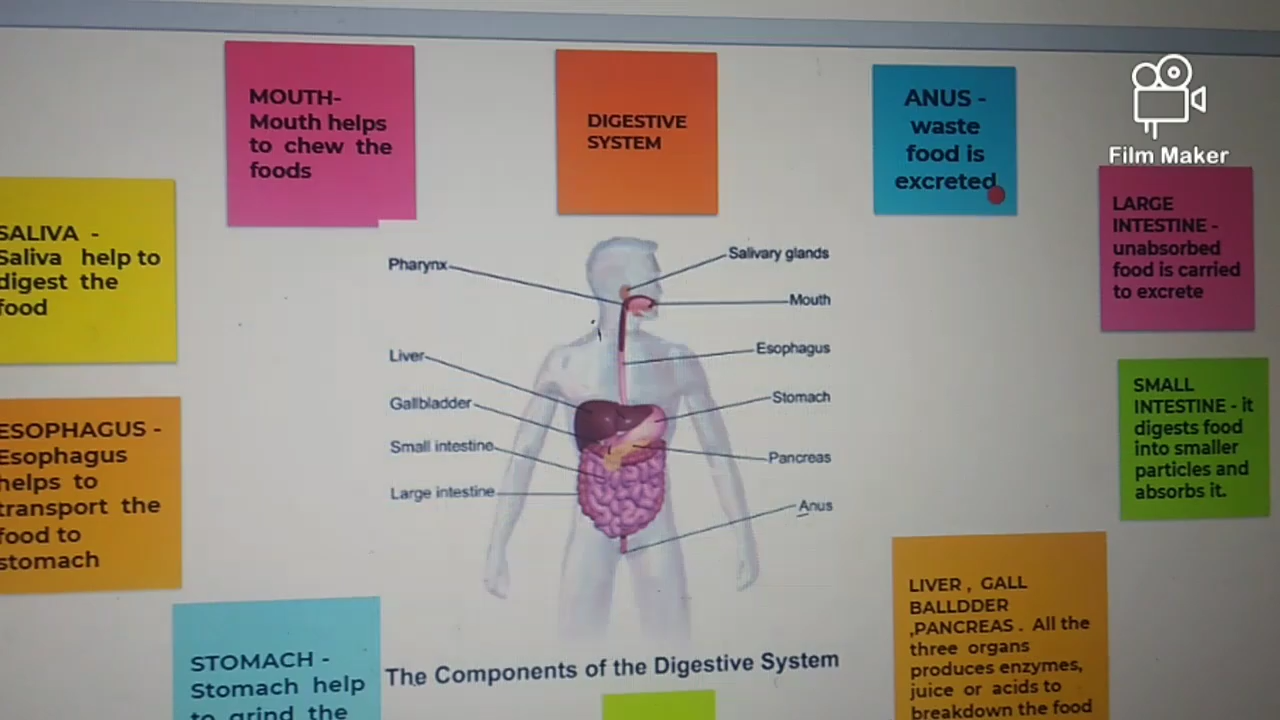 MOUTH-
Mouth helps
to chew the
foods
DIGESTIVE
SYSTEM
ANUS -
waste
food is
excreted
Film Maker
SALIVA -
Saliva help to
digest the
food
LARGE
INTESTINE -
unabsorbed
food is carried
to excrete
Pharynx
Salivary glands
Mouth
Liver
Esophagus
Gallbladder
Stomach
Small intestine
Pancreas
Large intestine
Anus
ESOPHAGUS -
Esophagus
helps to
transport the
food to
stomach
SMALL
INTESTINE - it
digests food
into smaller
particles and
absorbs it.
STOMACH -
Stomach help
to grind the
The Components of the Digestive System
LIVER , GALL
BALLDDER
,PANCREAS . All the
three organs
produces enzymes,
juice or acids to
breakdown the food